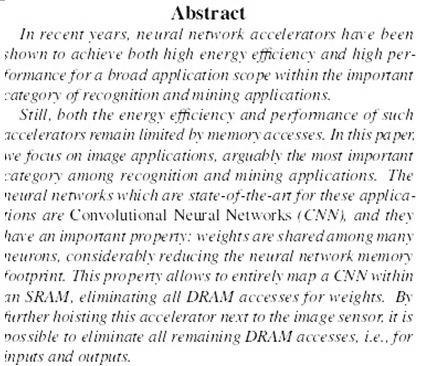 Abstract
In recent years, neural network accelerators have been
shown to achieve both high energy efficiency and high per-
formance for a broad application scope within the important
category of recognition and mining applications.
Still, both the energy efficiency and performance of such
accelerators remain limited by memory accesses. In this paper,
we focus on image applications, arguably the most important
category among recognition and mining applications. The
neural networks which are state-of-the-art for these applica-
tions are Convolutional Neural Networks (CNN), and they
have an important property: weights are shared among many
neurons, considerably reducing the neural network memory
footprint. This property allows to entirely map a CNN within
an SRAM, eliminating all DRAM accesses for weights. By
further hoisting this accelerator next to the image sensor, it is
possible to eliminate all remaining DRAM accesses, i.e., for
inputs and outputs.